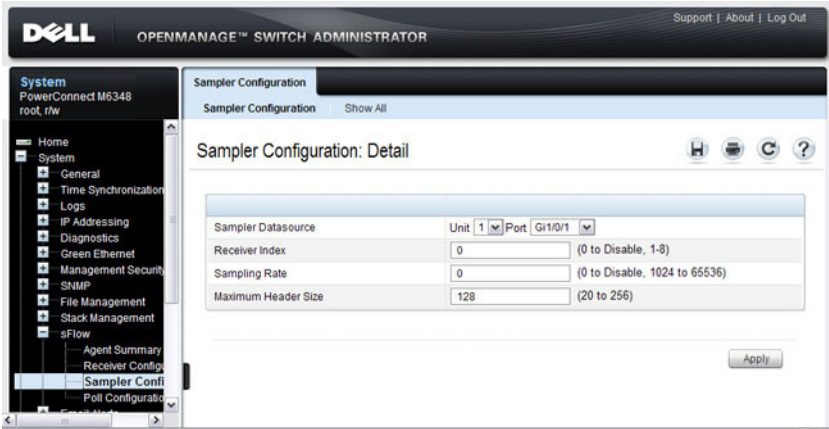 Support | About | Log Out
DELL
OPENMANAGE™ SWITCH ADMINISTRATOR
System
PowerConnect M6348
root, r/w
Home
System
General
Time Synchronization
Logs
IP Addressing
Diagnostics
Green Ethernet
Management Security
SNMP
File Management
Stack Management
sFlow
Agent Summary
Receiver Configu
Sampler Confi
Poll Configuratio
Email Alerts
Sampler Configuration
Sampler Configuration Show All
Sampler Configuration: Detail
?
Sampler Datasource Unit 1 Port Gi1/0/1
Receiver Index 0 (0 to Disable, 1-8)
Sampling Rate 0 (0 to Disable, 1024 to 65536)
Maximum Header Size 128 (20 to 256)
Apply